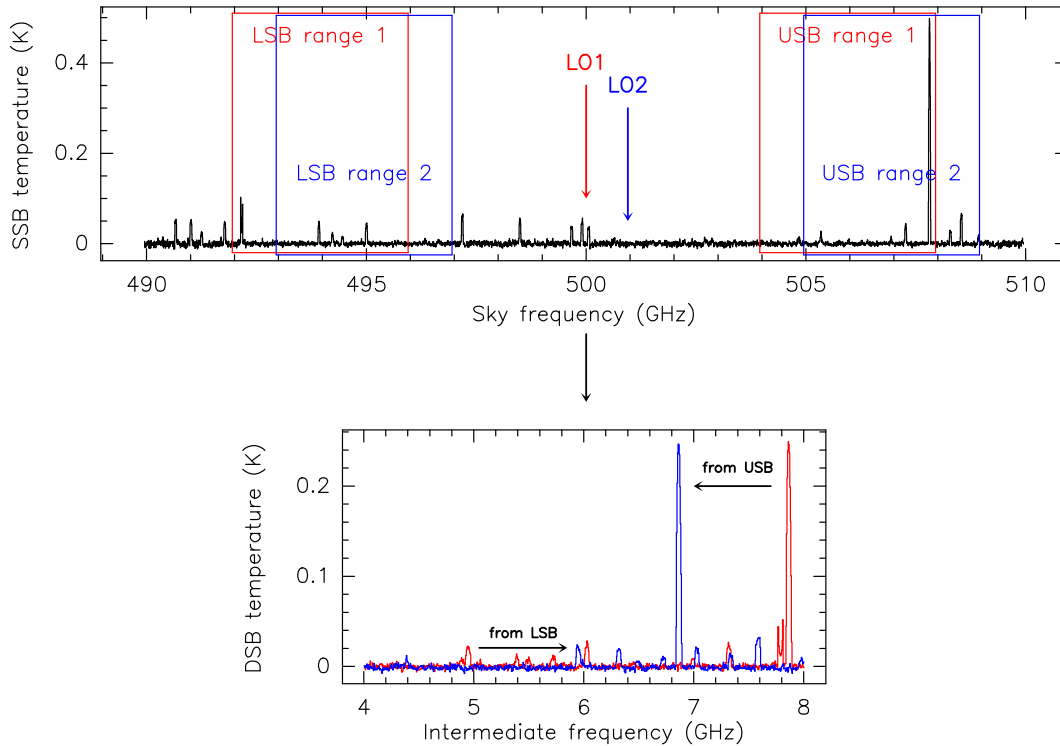 SSB temperature (K)
0.4
0.2
0
LSB range 1
USB range 1
LO1
LO2
LSB range 2
USB range 2
490
495
500
505
510
Sky frequency (GHz)
DSB temperature (K)
0.2
0.1
0
from USB
from LSB
4
5
6
7
8
Intermediate frequency (GHz)